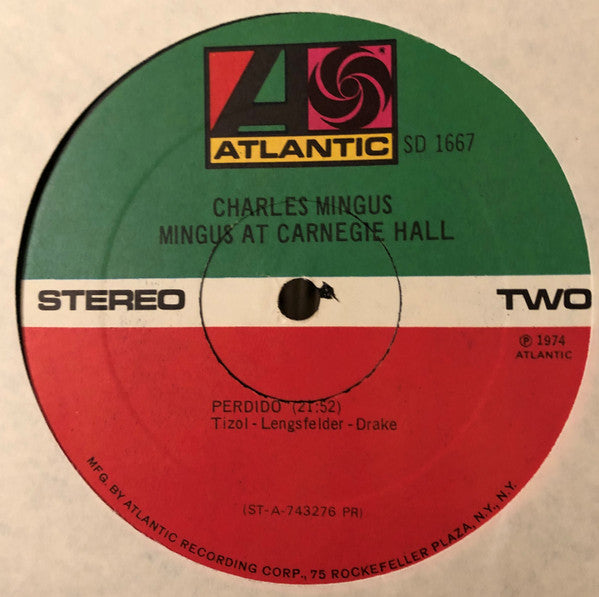 ATLANTIC
SD 1667
CHARLES MINGUS
MINGUS AT CARNEGIE HALL
STEREO
TWO
℗ 1974
ATLANTIC
PERDIDO (21:52)
Tizol - Lengsfelder - Drake
(ST-A-743276 PR)
MFG. BY ATLANTIC RECORDING CORP., 75 ROCKEFELLER PLAZA, N.Y., N.Y.